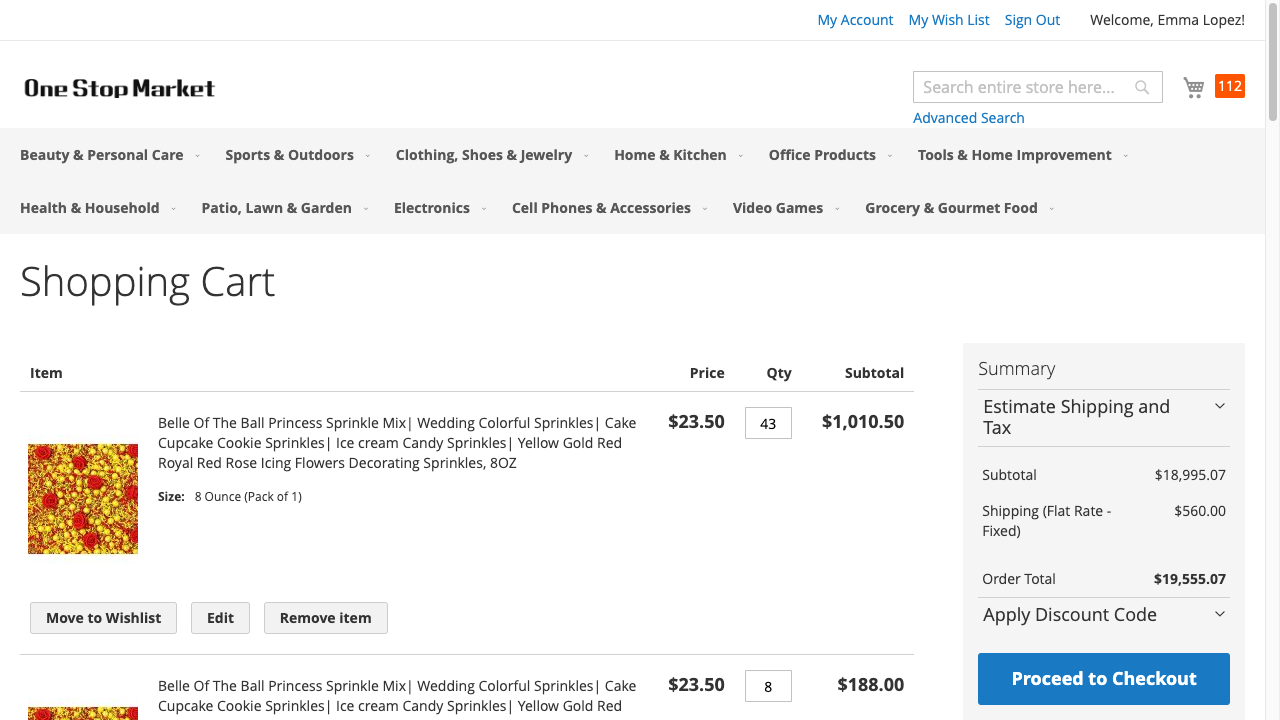 My Account My Wish List Sign Out Welcome, Emma Lopez!
One Stop Market
Search entire store here...
112
Advanced Search
Beauty & Personal Care Sports & Outdoors Clothing, Shoes & Jewelry Home & Kitchen Office Products Tools & Home Improvement
Health & Household Patio, Lawn & Garden Electronics Cell Phones & Accessories Video Games Grocery & Gourmet Food
Shopping Cart
Item Price Qty Subtotal
Belle Of The Ball Princess Sprinkle Mix| Wedding Colorful Sprinkles| Cake
Cupcake Cookie Sprinkles| Ice cream Candy Sprinkles| Yellow Gold Red
Royal Red Rose Icing Flowers Decorating Sprinkles, 8OZ
Size: 8 Ounce (Pack of 1)
$23.50 43 $1,010.50
Move to Wishlist Edit Remove item
Belle Of The Ball Princess Sprinkle Mix| Wedding Colorful Sprinkles| Cake
Cupcake Cookie Sprinkles| Ice cream Candy Sprinkles| Yellow Gold Red
$23.50 8 $188.00
Summary
Estimate Shipping and
Tax
Subtotal $18,995.07
Shipping (Flat Rate - $560.00
Fixed)
Order Total $19,555.07
Apply Discount Code
Proceed to Checkout